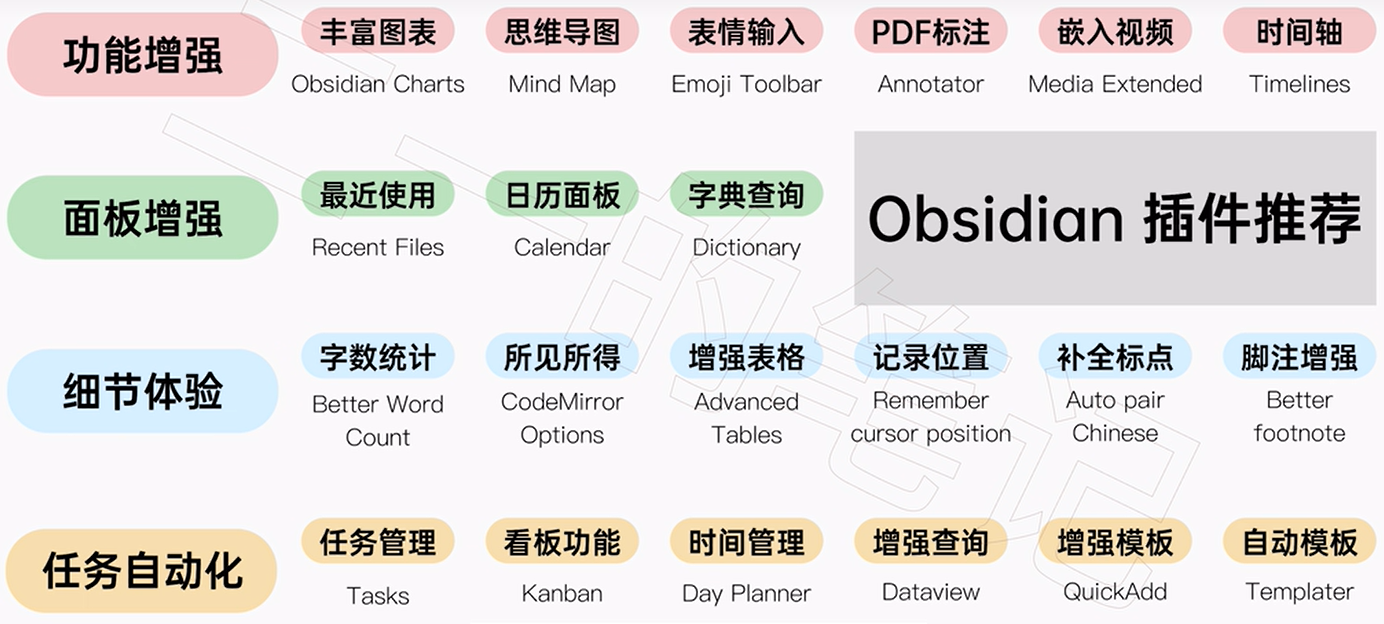 功能增强
丰富图表
思维导图
表情输入
PDF标注
嵌入视频
时间轴
Obsidian Charts
Mind Map
Emoji Toolbar
Annotator
Media Extended
Timelines
面板增强
最近使用
日历面板
字典查询
Recent Files
Calendar
Dictionary
Obsidian 插件推荐
细节体验
字数统计
所见所得
增强表格
记录位置
补全标点
脚注增强
Better Word
Count
CodeMirror
Options
Advanced
Tables
Remember
cursor position
Auto pair
Chinese
Better
footnote
任务自动化
任务管理
看板功能
时间管理
增强查询
增强模板
自动模板
Tasks
Kanban
Day Planner
Dataview
QuickAdd
Templater
的笔记